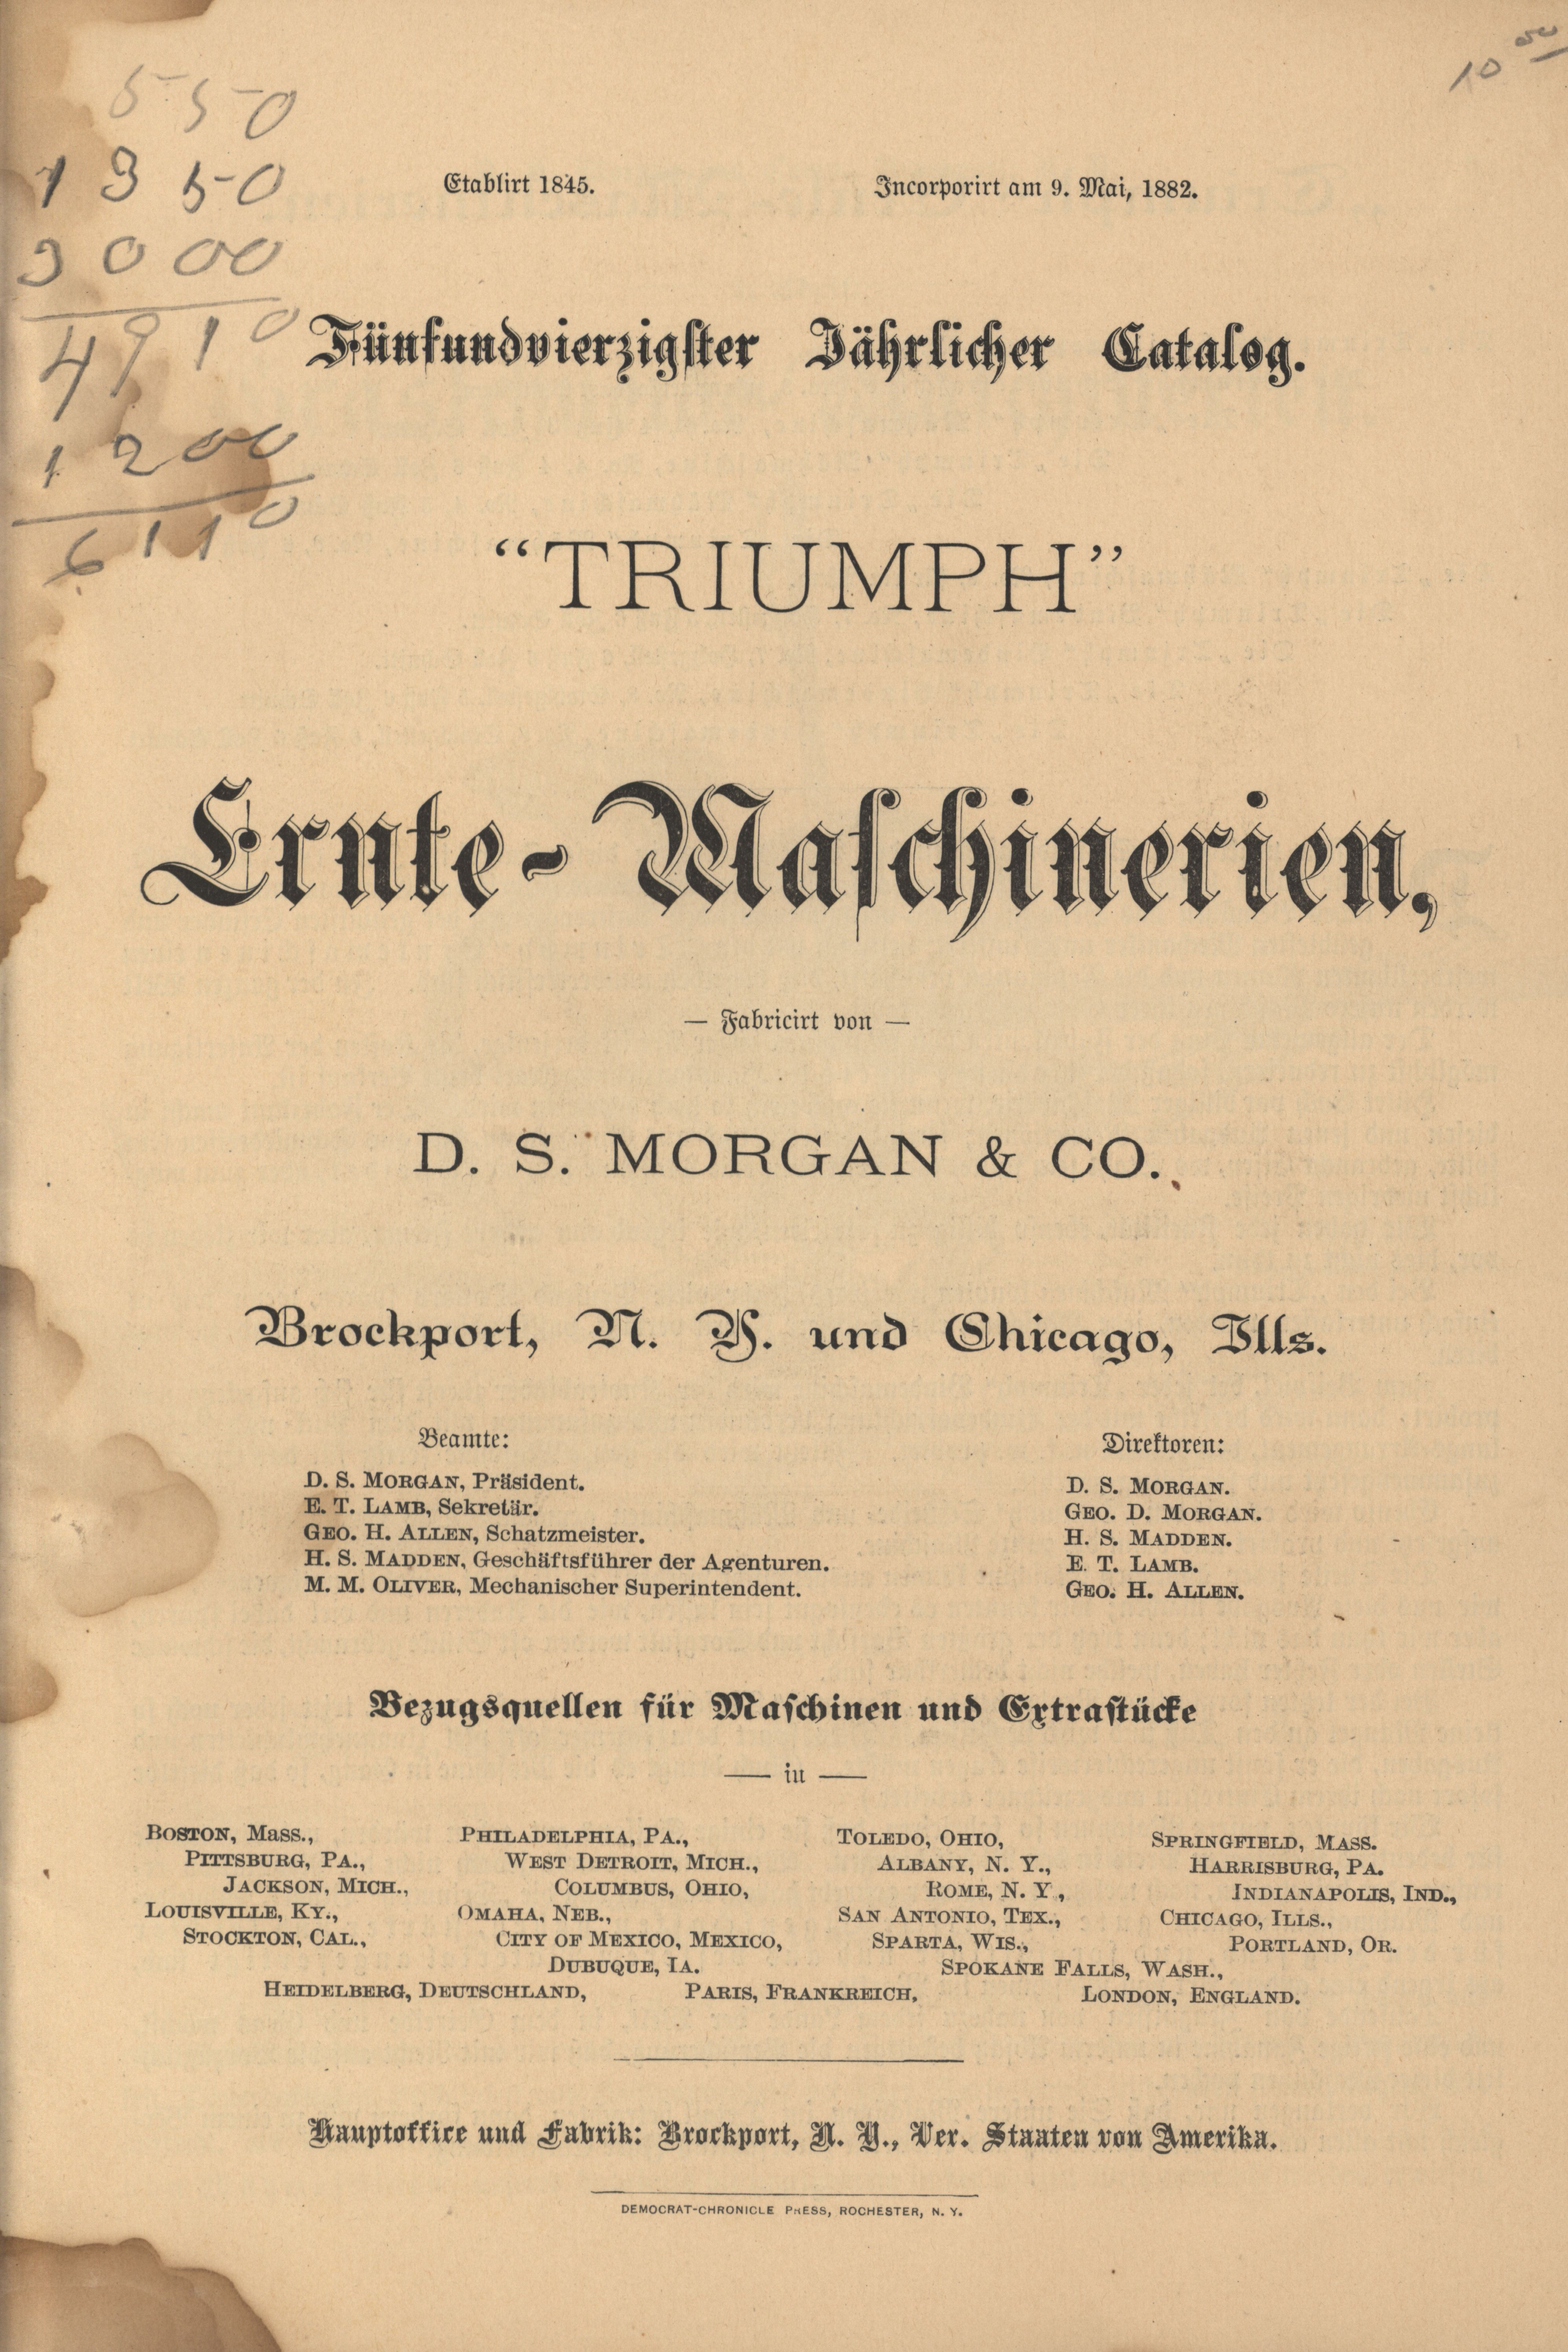 10 50
550
1350
3000
4910
1200
6110
Etablirt 1845. Incorporirt am 9. Mai, 1882.
Fünfundvierzigster Jährlicher Catalog.
“TRIUMPH”
Ernte-Maschinerien,
— Fabricirt von —
D. S. MORGAN & CO.
Brockport, N. Y. und Chicago, Ills.
Beamte:
D. S. MORGAN, Präsident.
E. T. LAMB, Sekretär.
GEO. H. ALLEN, Schatzmeister.
H. S. MADDEN, Geschäftsführer der Agenturen.
M. M. OLIVER, Mechanischer Superintendent.
Direktoren:
D. S. MORGAN.
GEO. D. MORGAN.
H. S. MADDEN.
E. T. LAMB.
GEO. H. ALLEN.
Bezugsquellen für Maschinen und Extrastücke
— in —
BOSTON, Mass., PHILADELPHIA, PA., TOLEDO, OHIO, SPRINGFIELD, MASS.
PITTSBURG, PA., WEST DETROIT, MICH., ALBANY, N. Y., HARRISBURG, PA.
JACKSON, MICH., COLUMBUS, OHIO, ROME, N. Y., INDIANAPOLIS, IND.,
LOUISVILLE, KY., OMAHA, NEB., SAN ANTONIO, TEX., CHICAGO, ILLS.,
STOCKTON, CAL., CITY OF MEXICO, MEXICO, SPARTA, WIS., PORTLAND, OR.
DUBUQUE, IA. SPOKANE FALLS, WASH.,
HEIDELBERG, DEUTSCHLAND, PARIS, FRANKREICH, LONDON, ENGLAND.
Hauptoffice und Fabrik: Brockport, N. Y., Ver. Staaten von Amerika.
DEMOCRAT-CHRONICLE PRESS, ROCHESTER, N. Y.